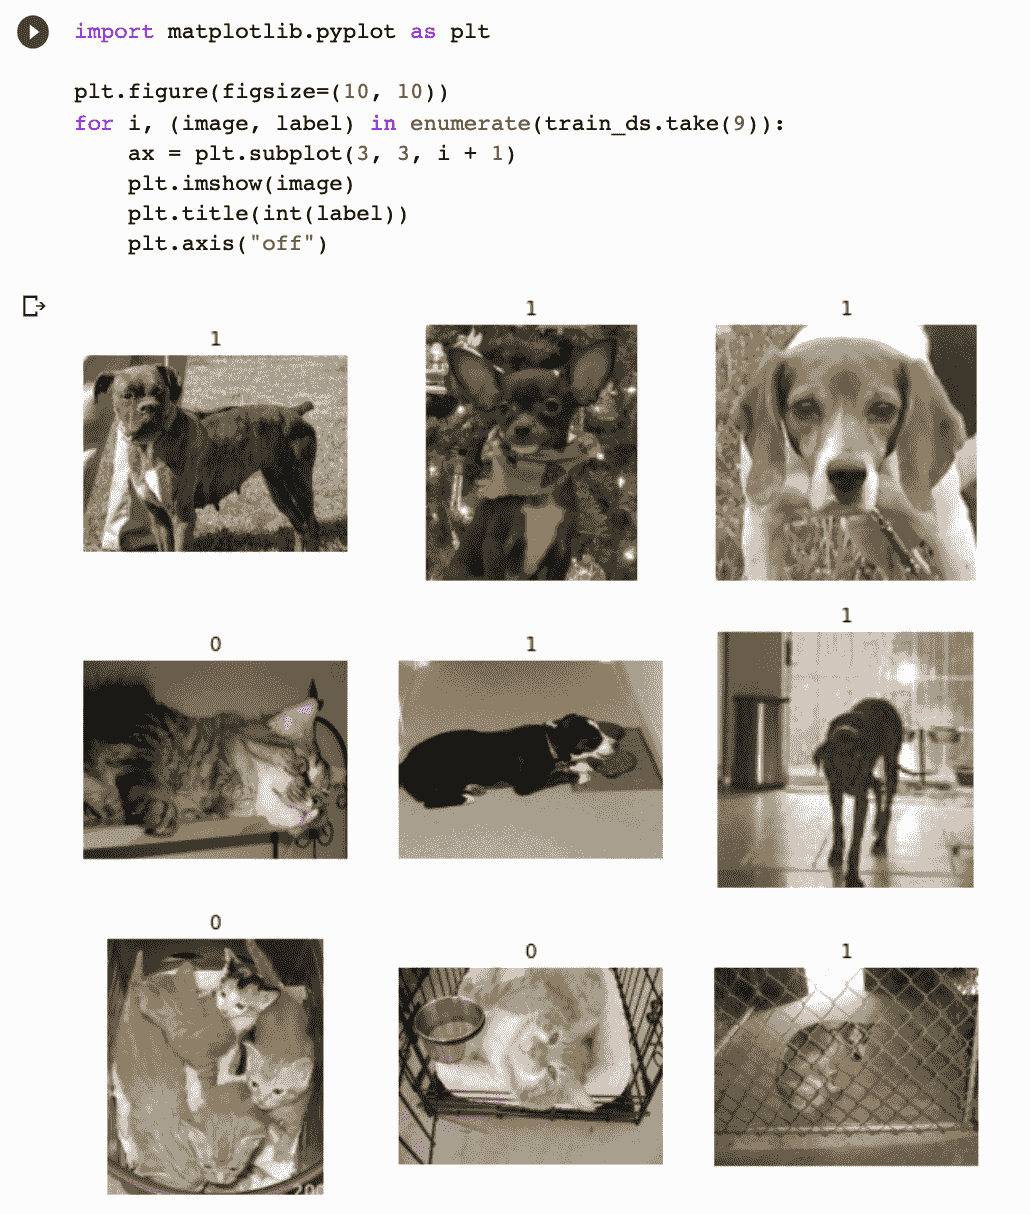 import matplotlib.pyplot as plt
plt.figure(figsize=(10, 10))
for i, (image, label) in enumerate(train_ds.take(9)):
    ax = plt.subplot(3, 3, i + 1)
    plt.imshow(image)
    plt.title(int(label))
    plt.axis("off")
1
1
1
0
1
1
0
0
1